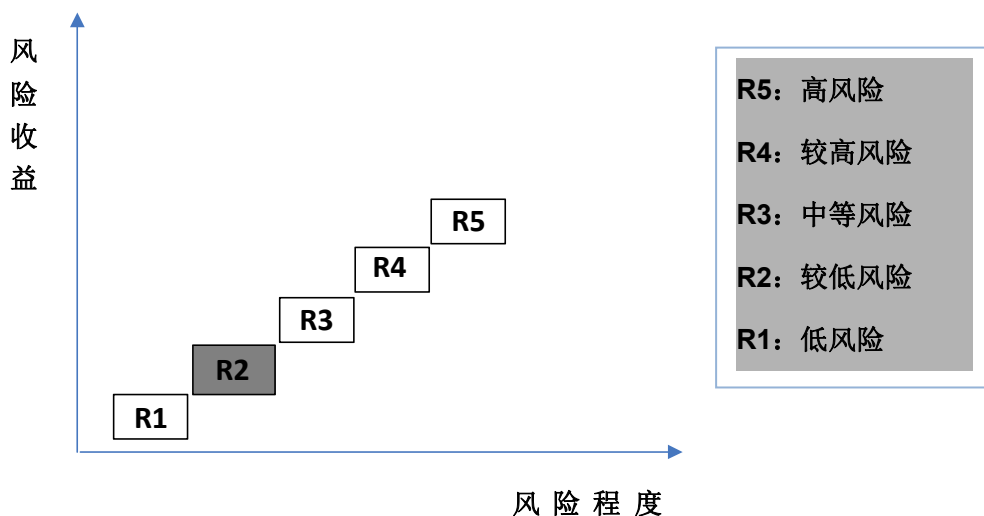 风
险
收
益
R5
R4
R3
R2
R1
风 险 程 度
R5：高风险
R4：较高风险
R3：中等风险
R2：较低风险
R1：低风险